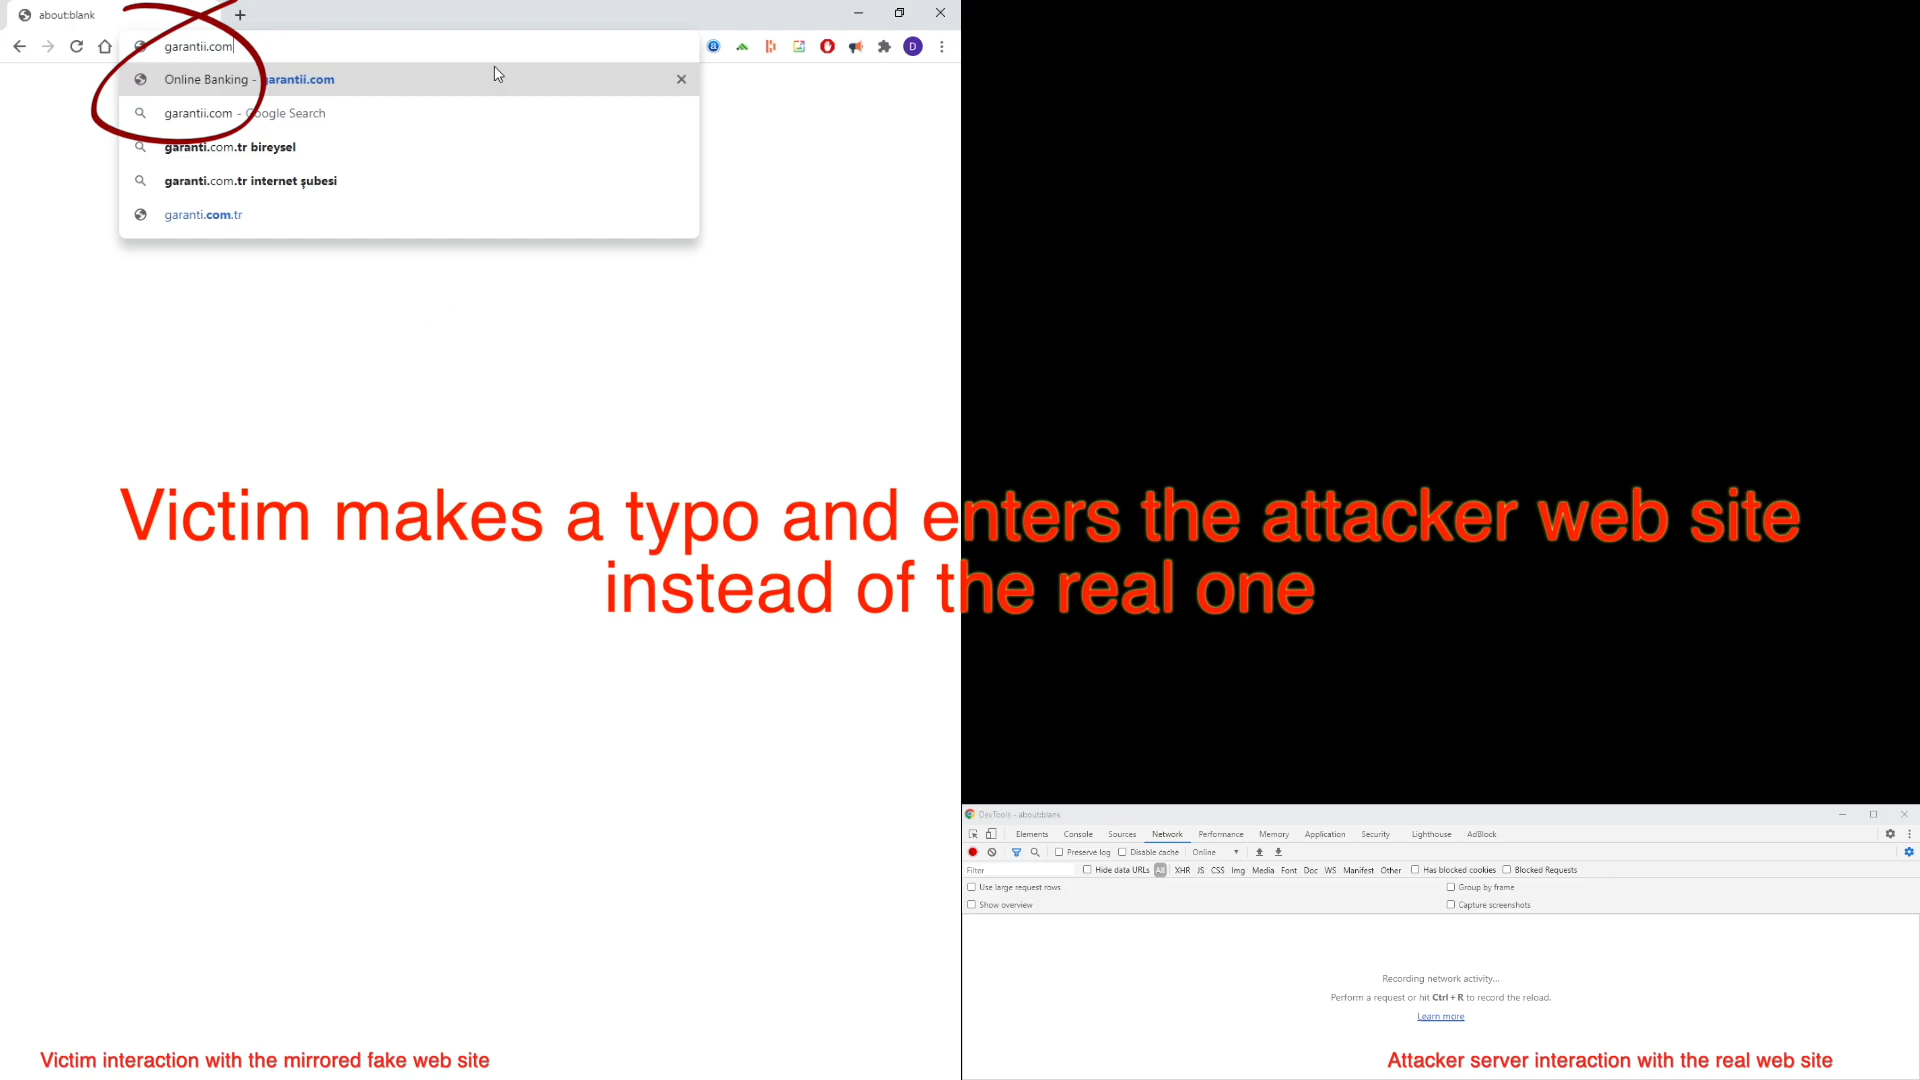 about:blank
garantii.com
D
Online Banking - garantii.com
garantii.com - Google Search
garanti.com.tr bireysel
garanti.com.tr internet şubesi
garanti.com.tr
Victim makes a typo and enters the attacker web site
instead of the real one
DevTools - about:blank
Elements Console Sources Network Performance Memory Application Security Lighthouse AdBlock
Preserve log Disable cache Online
Filter Hide data URLs All XHR JS CSS Img Media Font Doc WS Manifest Other Has blocked cookies Blocked Requests
Use large request rows Group by frame
Show overview Capture screenshots
Recording network activity...
Perform a request or hit Ctrl + R to record the reload.
Learn more
Victim interaction with the mirrored fake web site
Attacker server interaction with the real web site